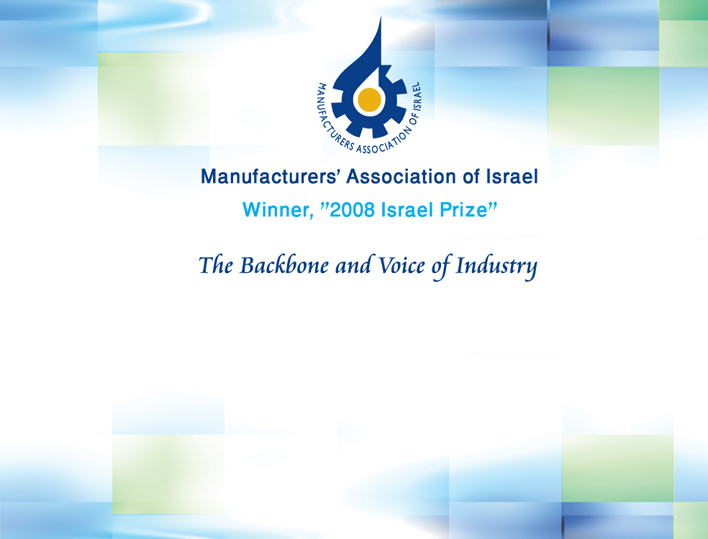 MANUFACTURERS ASSOCIATION OF ISRAEL
Manufacturers’ Association of Israel
Winner, ”2008 Israel Prize”
The Backbone and Voice of Industry